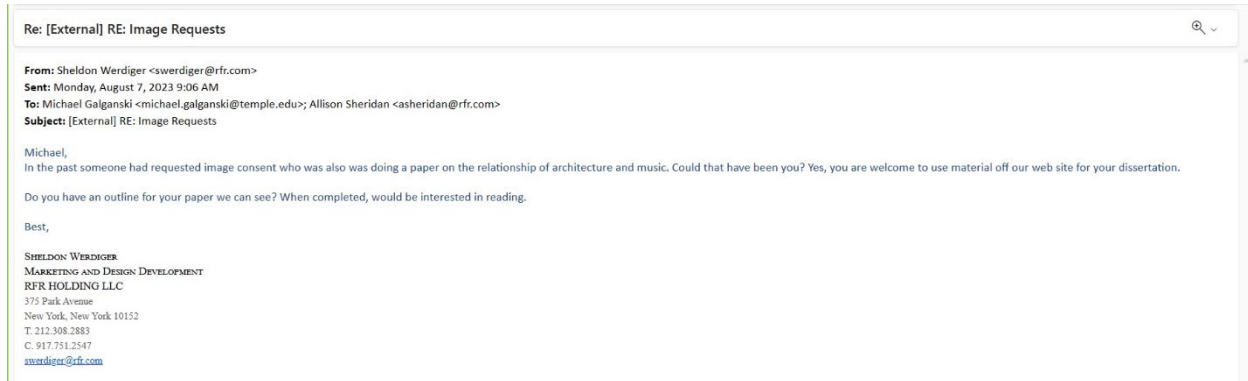 Re: [External] RE: Image Requests
From: Sheldon Werdiger <swerdiger@rfr.com>
Sent: Monday, August 7, 2023 9:06 AM
To: Michael Galganski <michael.galganski@temple.edu>; Allison Sheridan <asheridan@rfr.com>
Subject: [External] RE: Image Requests
Michael,
In the past someone had requested image consent who was also was doing a paper on the relationship of architecture and music. Could that have been you? Yes, you are welcome to use material off our web site for your dissertation.
Do you have an outline for your paper we can see? When completed, would be interested in reading.
Best,
SHELDON WERDIGER
MARKETING AND DESIGN DEVELOPMENT
RFR HOLDING LLC
375 Park Avenue
New York, New York 10152
T. 212.308.2883
C. 917.751.2547
swerdiger@rfr.com